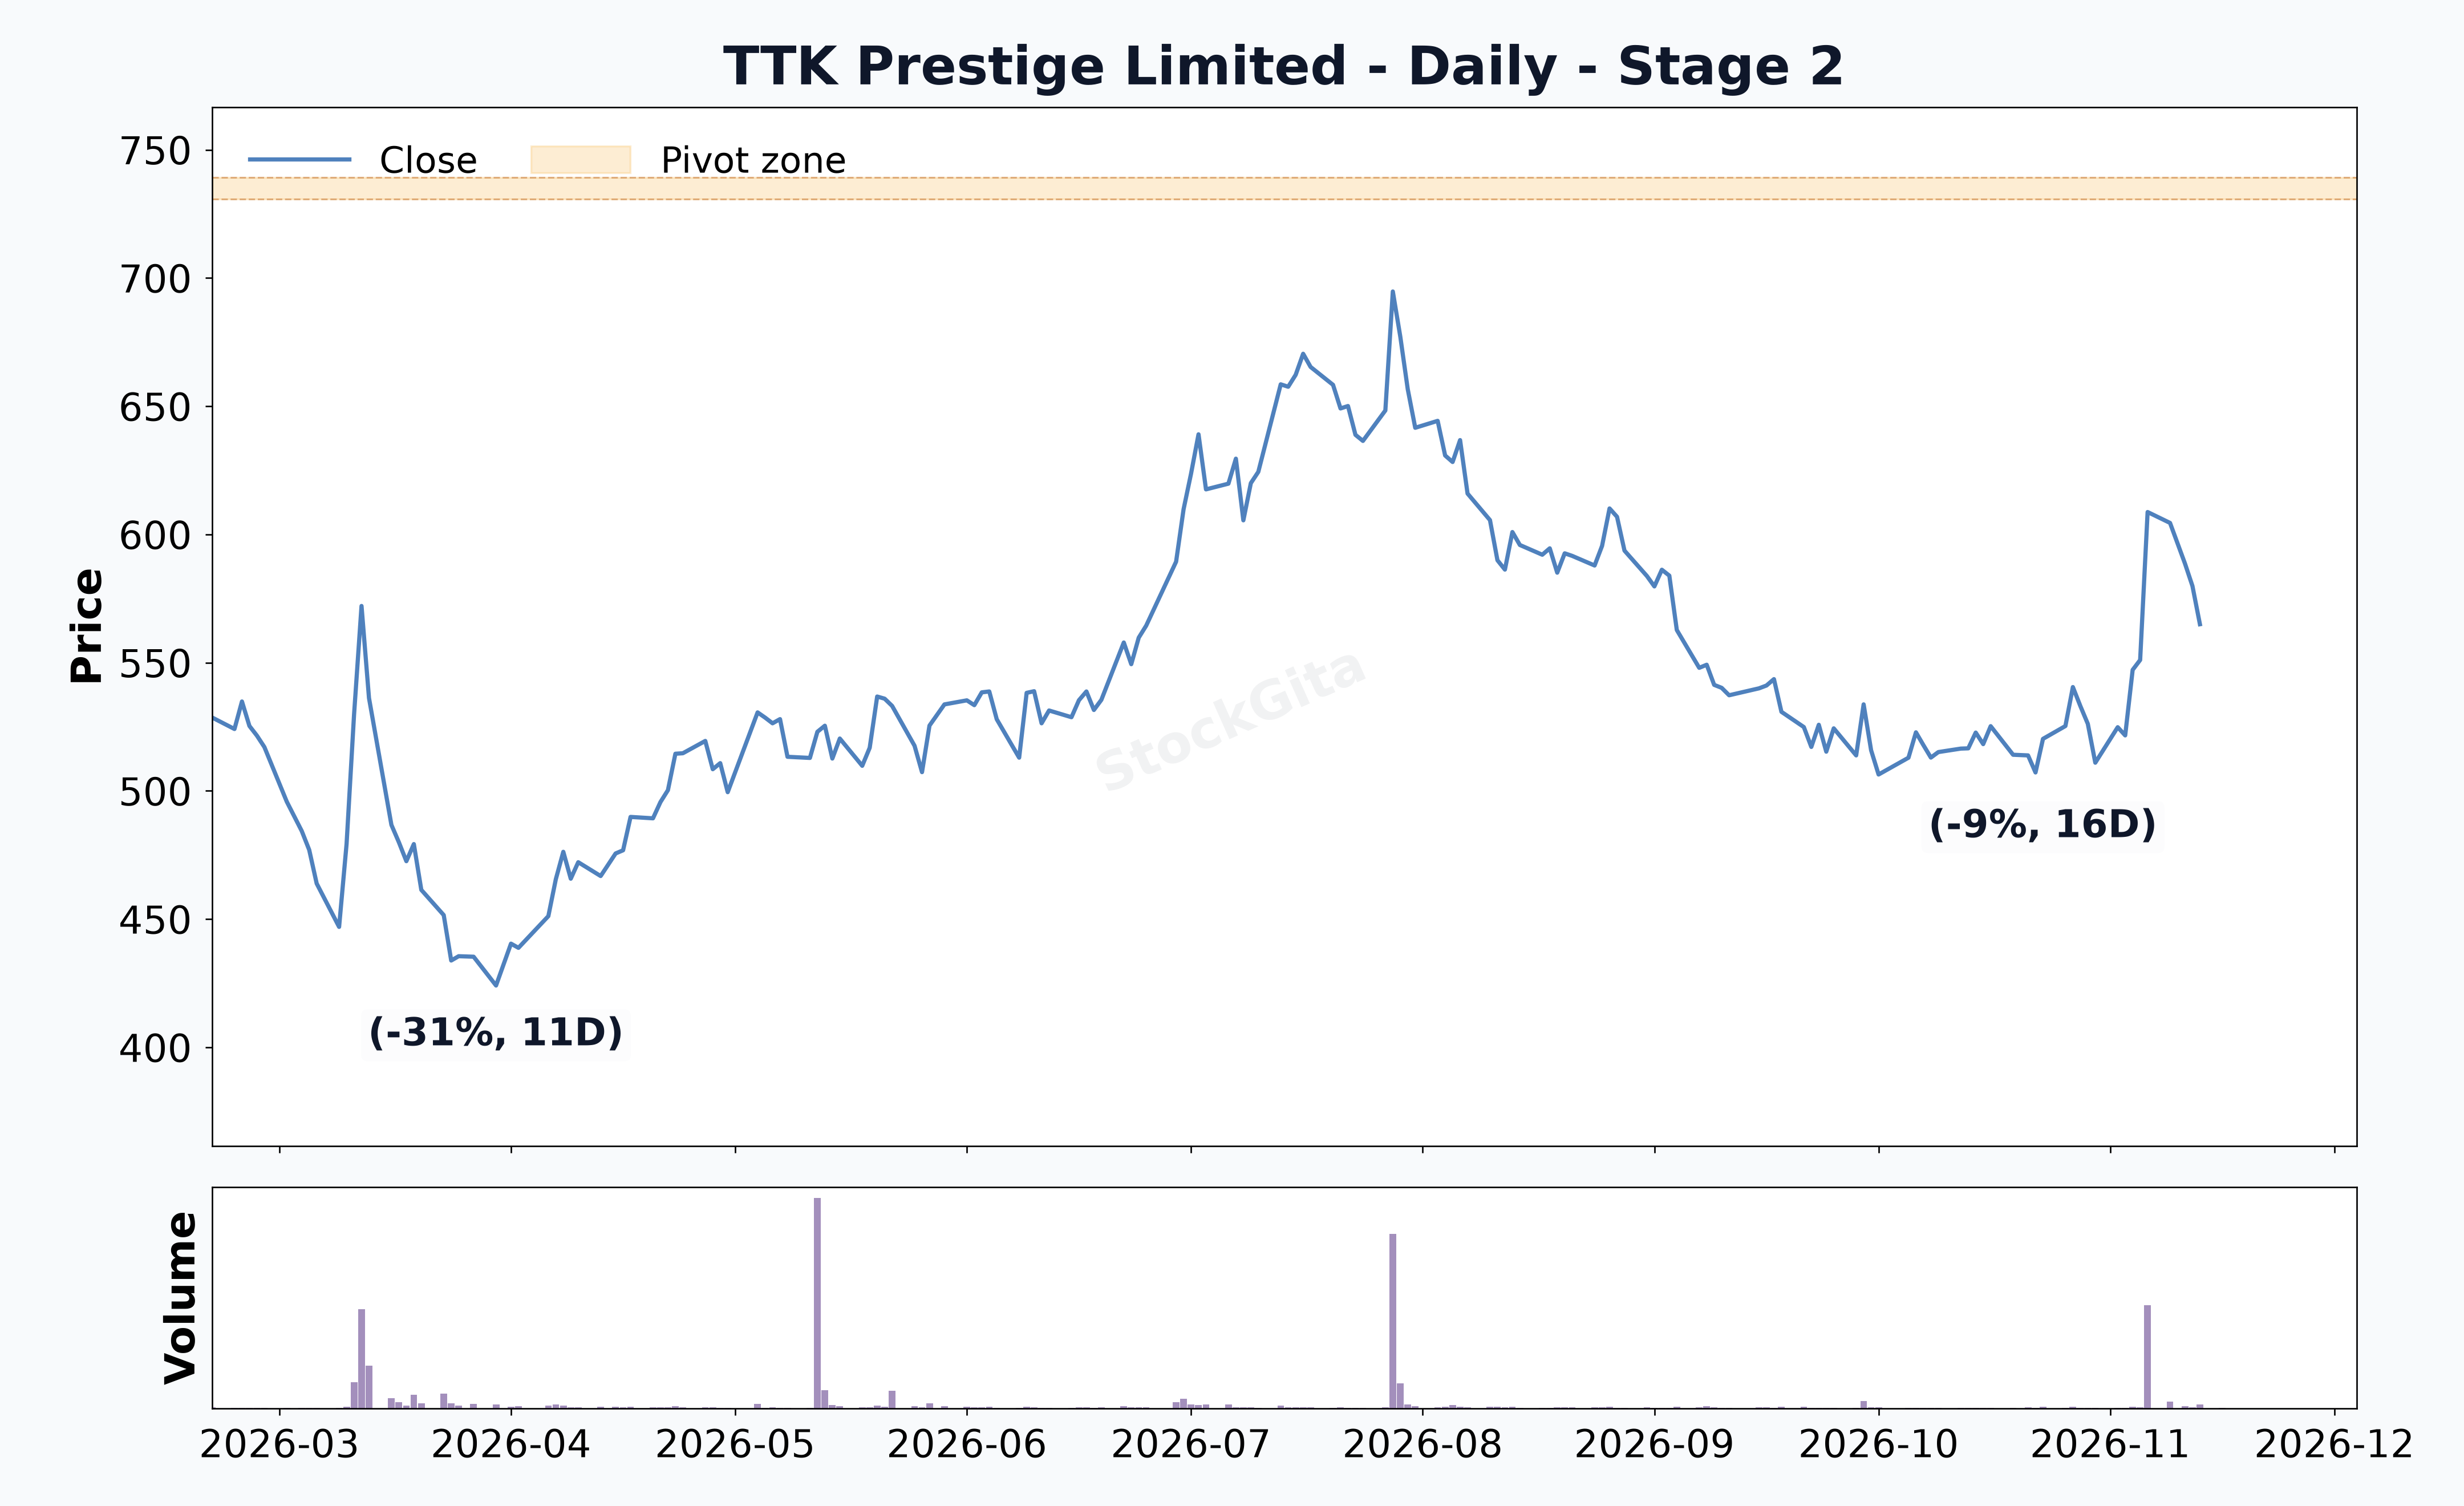 TTK Prestige Limited - Daily - Stage 2
Close
Pivot zone
750
700
650
600
550
500
450
400
Price
StockGita
(-31%, 11D)
(-9%, 16D)
Volume
2026-03
2026-04
2026-05
2026-06
2026-07
2026-08
2026-09
2026-10
2026-11
2026-12